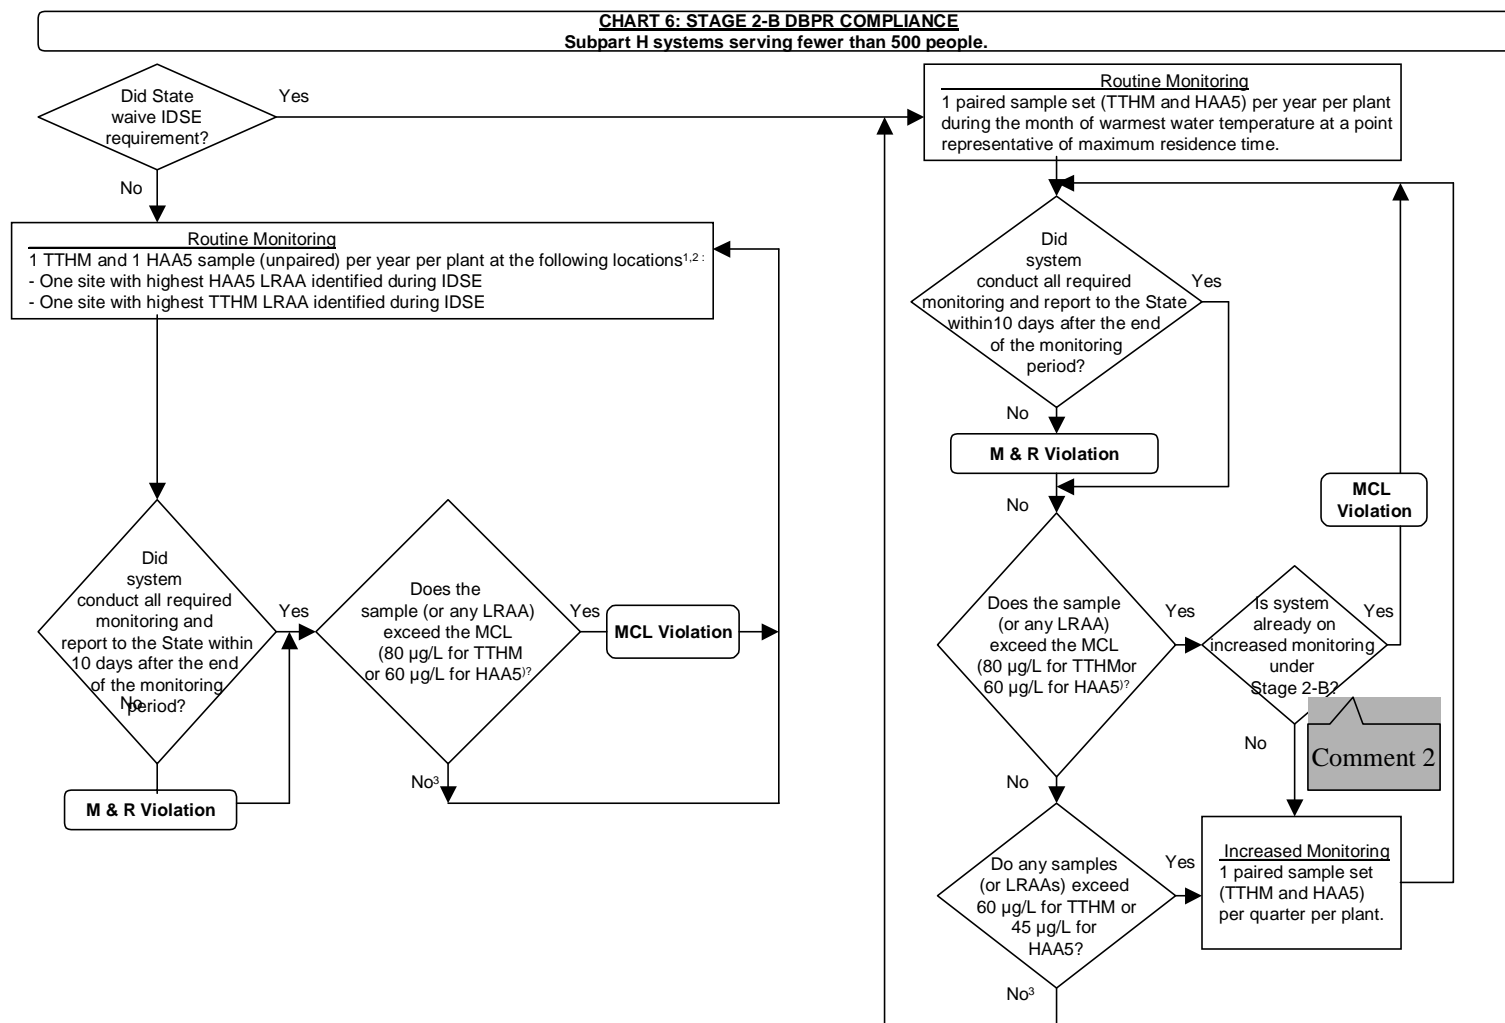 CHART 6: STAGE 2-B DBPR COMPLIANCE
Subpart H systems serving fewer than 500 people.
Did State
waive IDSE
requirement?
Yes
No
Routine Monitoring
1 TTHM and 1 HAA5 sample (unpaired) per year per plant at the following locations1,2 :
- One site with highest HAA5 LRAA identified during IDSE
- One site with highest TTHM LRAA identified during IDSE
Did
system
conduct all required
monitoring and
report to the State within
10 days after the end
of the monitoring
period?
No
Yes
M & R Violation
Does the
sample (or any LRAA)
exceed the MCL
(80 µg/L for TTHM
or 60 µg/L for HAA5)?
Yes
MCL Violation
No3
Routine Monitoring
1 paired sample set (TTHM and HAA5) per year per plant
during the month of warmest water temperature at a point
representative of maximum residence time.
Did
system
conduct all required
monitoring and report to the State
within10 days after the end
of the monitoring
period?
Yes
No
M & R Violation
No
Does the sample
(or any LRAA)
exceed the MCL
(80 µg/L for TTHMor
60 µg/L for HAA5)?
Yes
Is system
already on
increased monitoring
under
Stage 2-B?
Yes
MCL
Violation
No
Comment 2
No
Do any samples
(or LRAAs) exceed
60 µg/L for TTHM or
45 µg/L for
HAA5?
Yes
Increased Monitoring
1 paired sample set
(TTHM and HAA5)
per quarter per plant.
No3